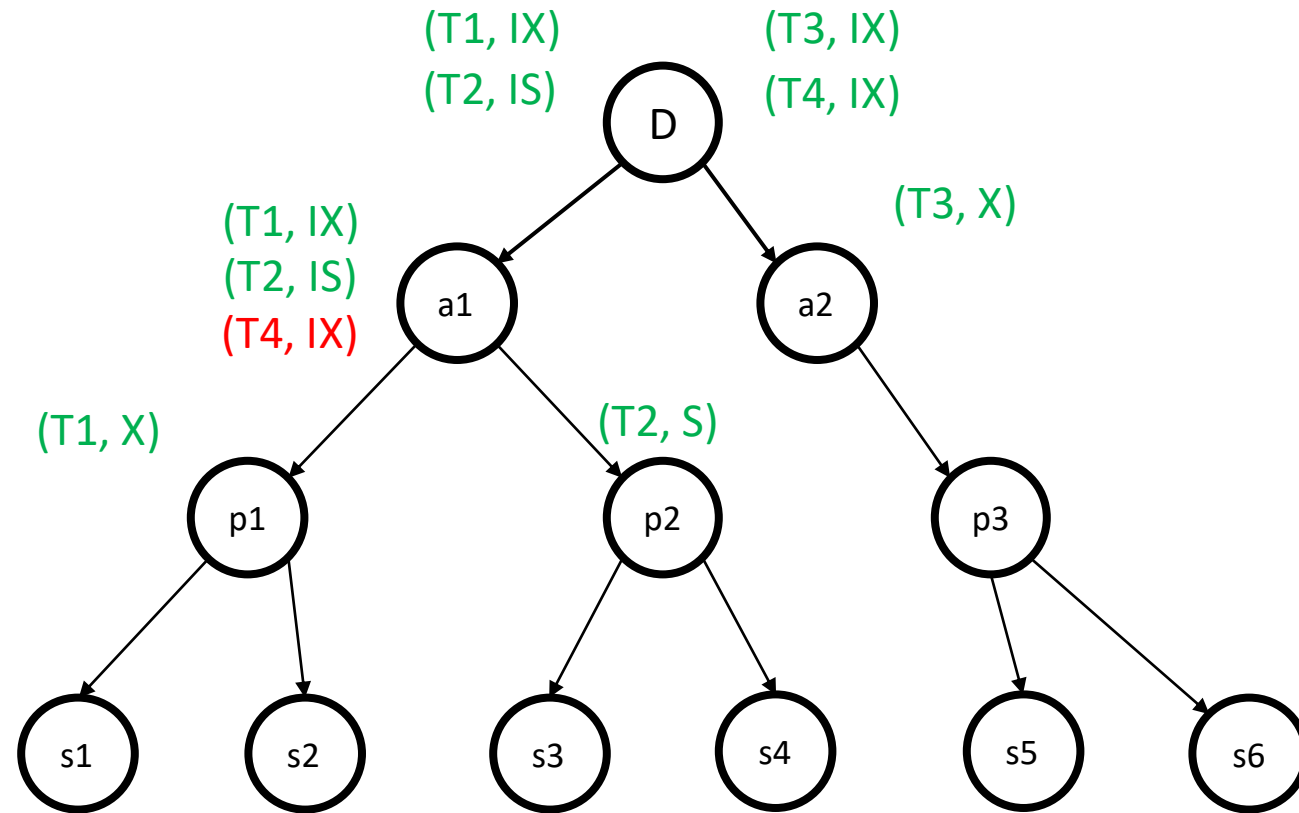 (T1, IX)
(T3, IX)
(T2, IS)
(T4, IX)
D
(T3, X)
(T1, IX)
(T2, IS)
(T4, IX)
a1
a2
(T1, X)
(T2, S)
p1
p2
p3
s1
s2
s3
s4
s5
s6